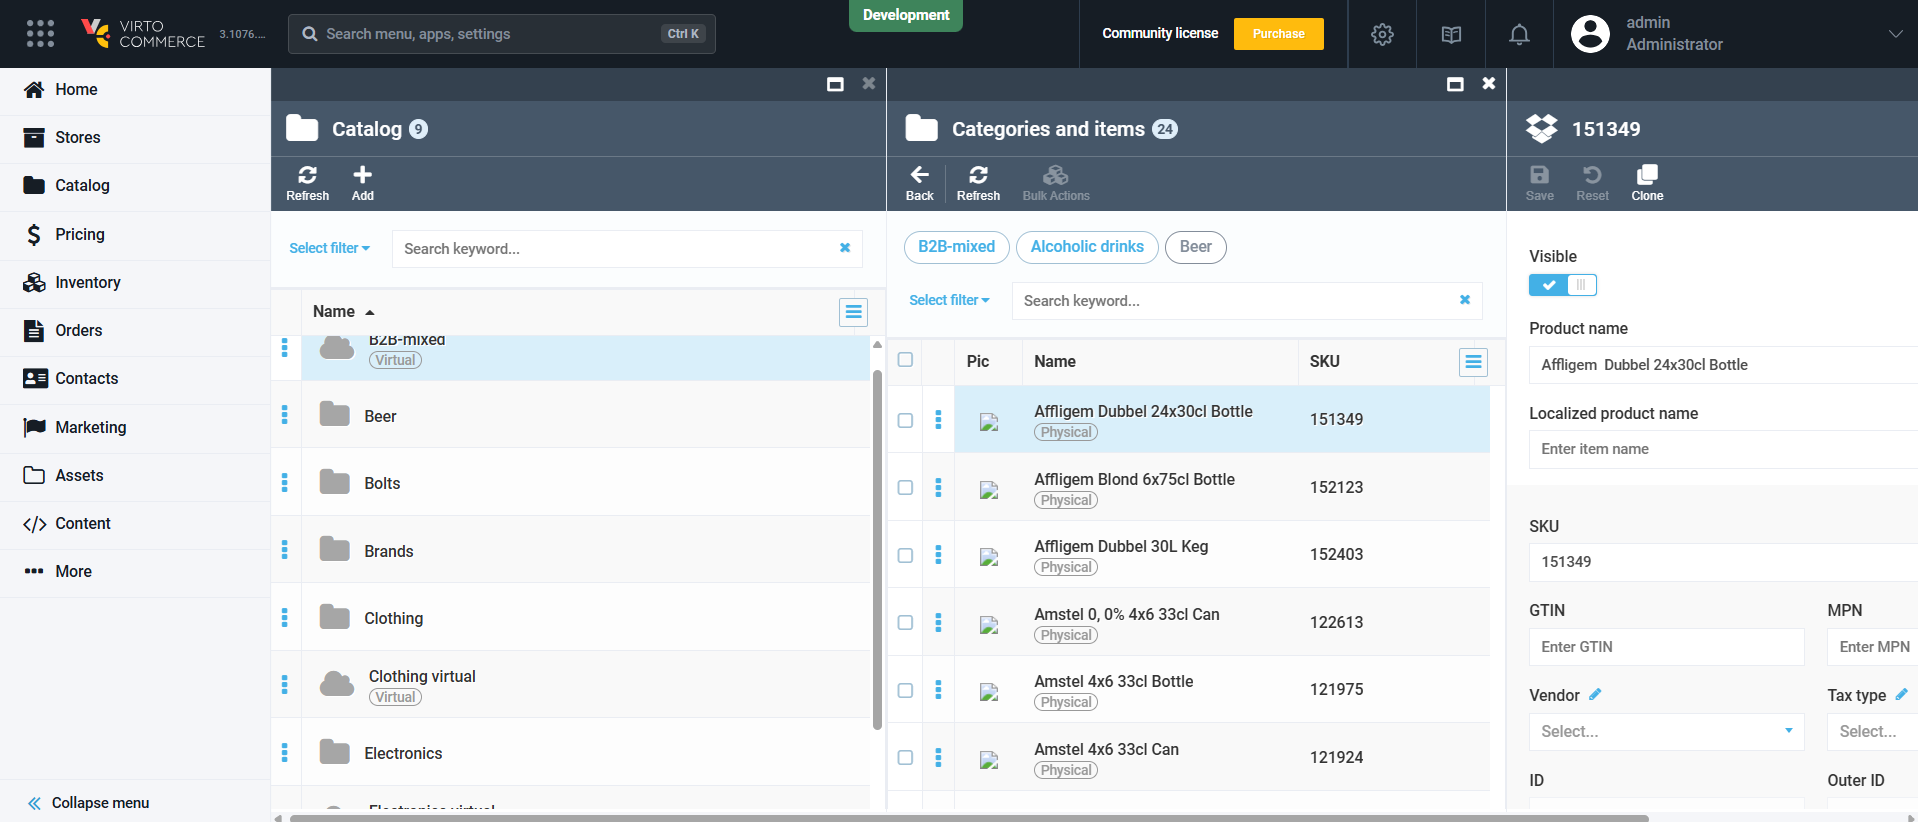 VIRTO
COMMERCE
3.1076....
Search menu, apps, settings
Ctrl K
Development
Community license
Purchase
admin
Administrator
Home
Stores
Catalog
Pricing
Inventory
Orders
Contacts
Marketing
Assets
Content
More
Collapse menu
Catalog 9
Refresh
Add
Select filter
Search keyword...
Name
B2B-mixed
Virtual
Beer
Bolts
Brands
Clothing
Clothing virtual
Virtual
Electronics
Electronics virtual
Categories and items 24
Back
Refresh
Bulk Actions
B2B-mixed
Alcoholic drinks
Beer
Select filter
Search keyword...
Pic Name SKU
Affligem Dubbel 24x30cl Bottle 151349
Physical
Affligem Blond 6x75cl Bottle 152123
Physical
Affligem Dubbel 30L Keg 152403
Physical
Amstel 0, 0% 4x6 33cl Can 122613
Physical
Amstel 4x6 33cl Bottle 121975
Physical
Amstel 4x6 33cl Can 121924
Physical
151349
Save
Reset
Clone
Visible
Product name
Affligem  Dubbel 24x30cl Bottle
Localized product name
Enter item name
SKU
151349
GTIN MPN
Enter GTIN Enter MPN
Vendor Tax type
Select... Select...
ID Outer ID